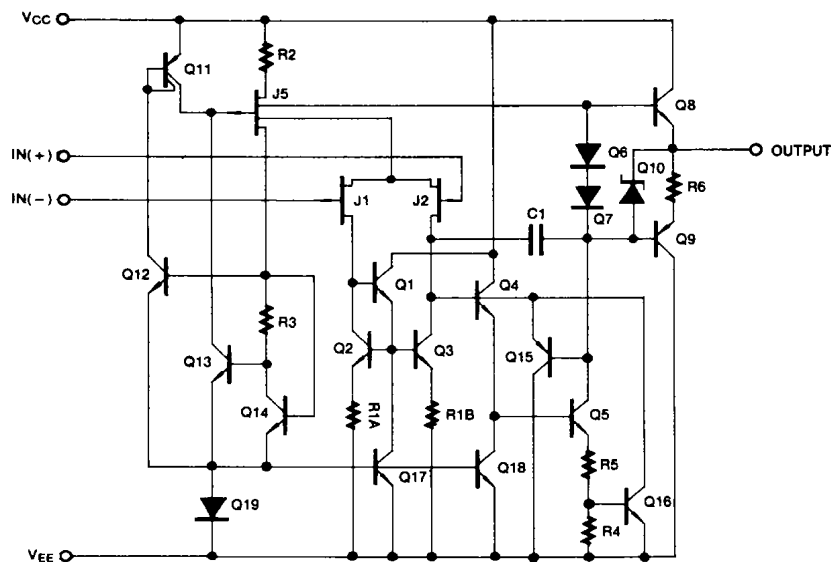 VCC
R2
Q11
J5
Q8
IN(+)
Q6
Q10
OUTPUT
R6
IN(−)
J1
J2
Q7
C1
Q9
Q12
Q1
Q4
R3
Q13
Q2
Q3
Q15
Q14
R1A
R1B
Q5
Q17
Q18
R5
Q16
Q19
R4
VEE